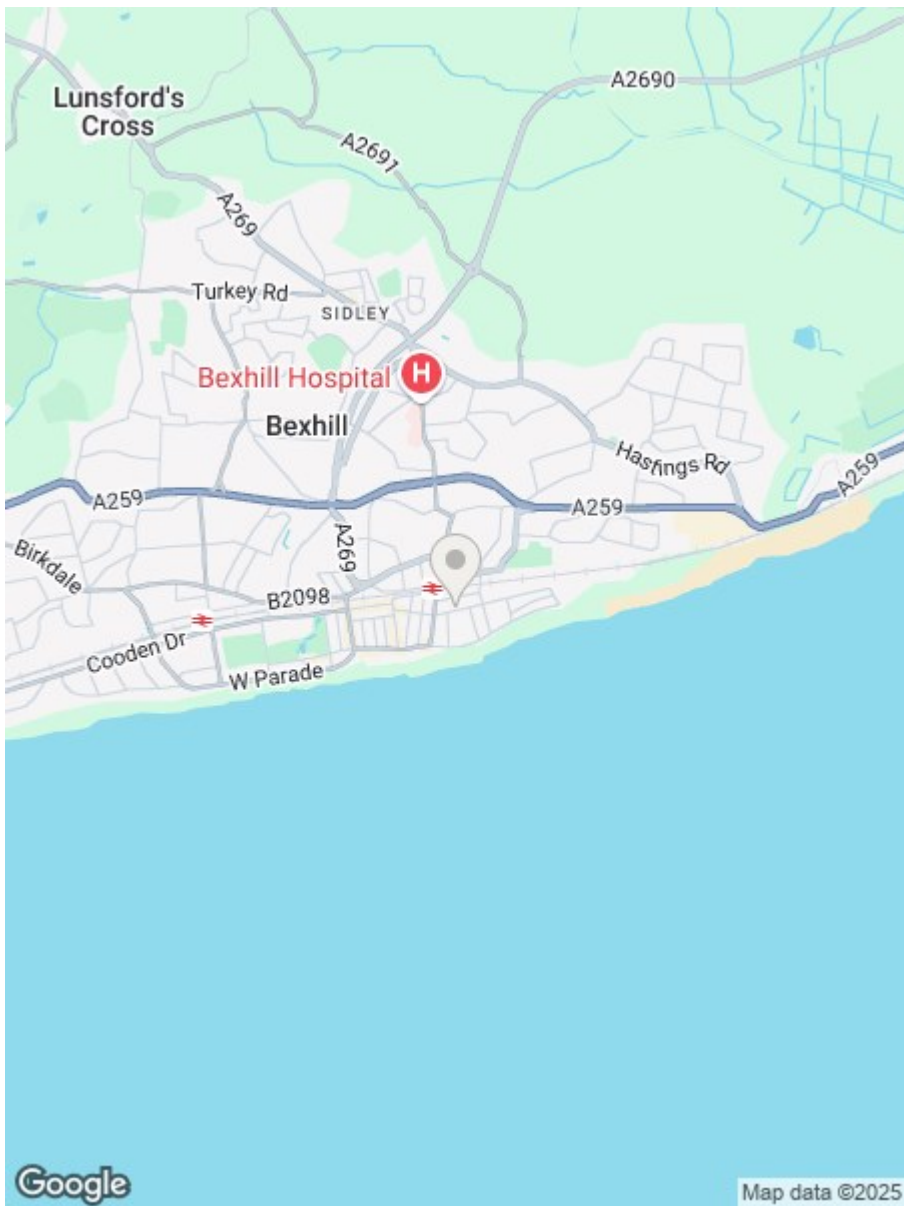 A2690
Lunsford's
Cross
A2691
A269
Turkey Rd
SIDLEY
Bexhill Hospital
H
Bexhill
Hastings Rd
A259
A259
A259
A269
Birkdale
B2098
Cooden Dr
W Parade
Google
Map data ©2025